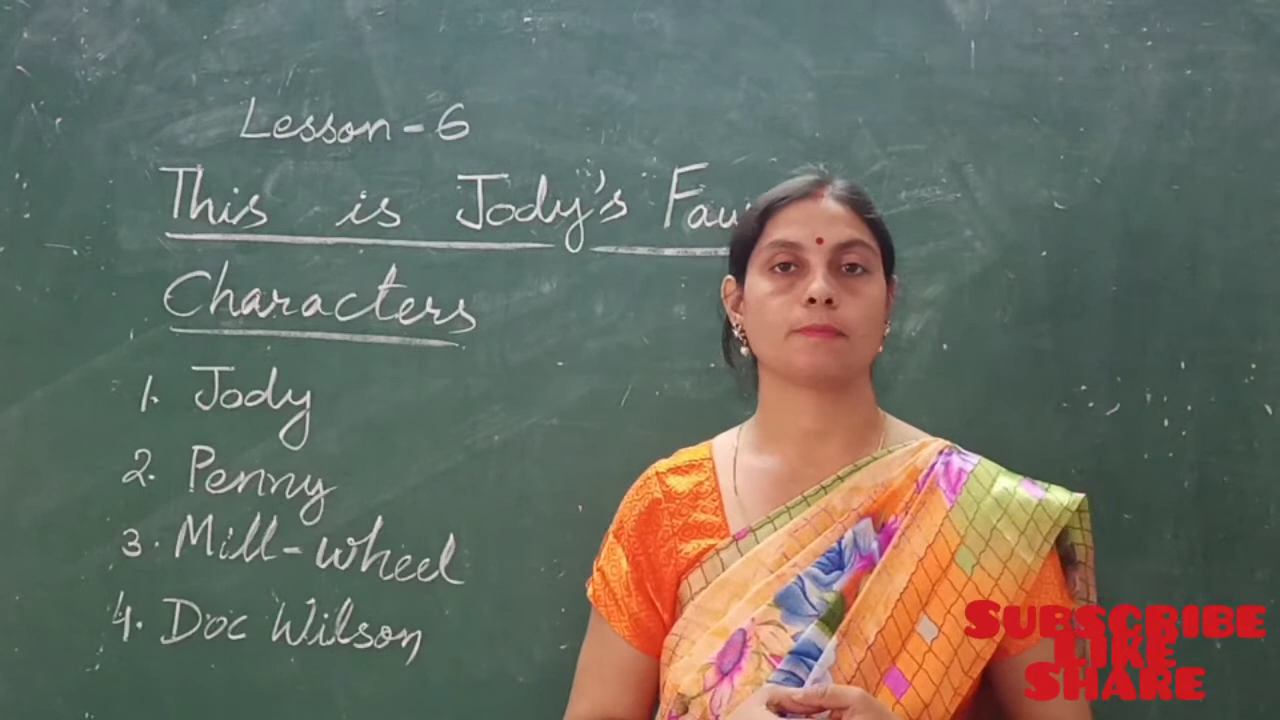 Lesson-6
This is Jody's
Characters
1. Jody
2. Penny
3. Mill-wheel
4. Doc Wilson
SUBSCRIBE
LIKE
SHARE